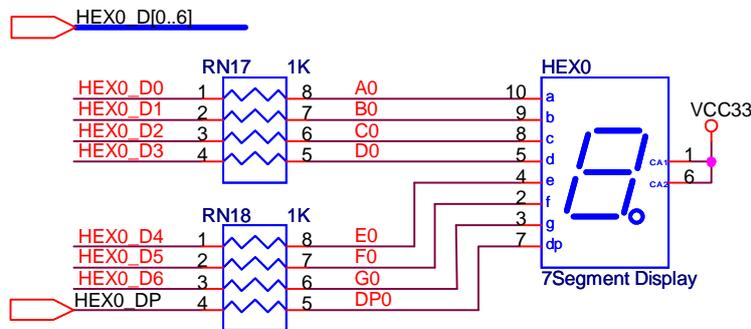 HEX0_D[0..6]
RN17 1K HEX0
HEX0_D0 1 8 A0 10 a
HEX0_D1 2 7 B0 9 b VCC33
HEX0_D2 3 6 C0 8 c
HEX0_D3 4 5 D0 5 d CA1 1
4 e CA2 6
2 f
RN18 1K 3 g
HEX0_D4 1 8 E0 7 dp
HEX0_D5 2 7 F0
HEX0_D6 3 6 G0 7Segment Display
HEX0_DP 4 5 DP0